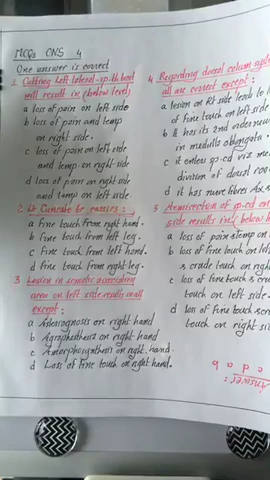 MCQs CNS 4
One answer is correct
1 Cutting left lateral sp. th. tract
will result in (below level)
a loss of pain on left side
b loss of pain and temp
on right side.
c loss of pain on left side
and temp on right side
d loss of pain on right side
and temp on left side.
2 Lt Cuneate tr carries:
a fine touch from right hand.
b fine touch from left leg.
c fine touch from left hand.
d fine touch from right leg.
3 Lesion in somatic association
area on left side results in all
except:
a Astereognosis on right hand
b Agraphesthesia on right hand
c Amorphosynthesis on right hand.
d Loss of fine touch on right hand.
4 Regarding dorsal column
all are correct except:
a lesion on Rt side leads to
of fine touch on left side
b It has its 2nd order
in medulla oblongata
c it enters sp. cd via
division of dorsal
d it has more fibres
5 Hemisection of sp. cd on
side results in (below
a loss of pain & temp on
b loss of fine touch on
& crude touch on
c loss of fine touch &
touch on left side.
d loss of fine touch &
touch on right
Answer:
c d a b